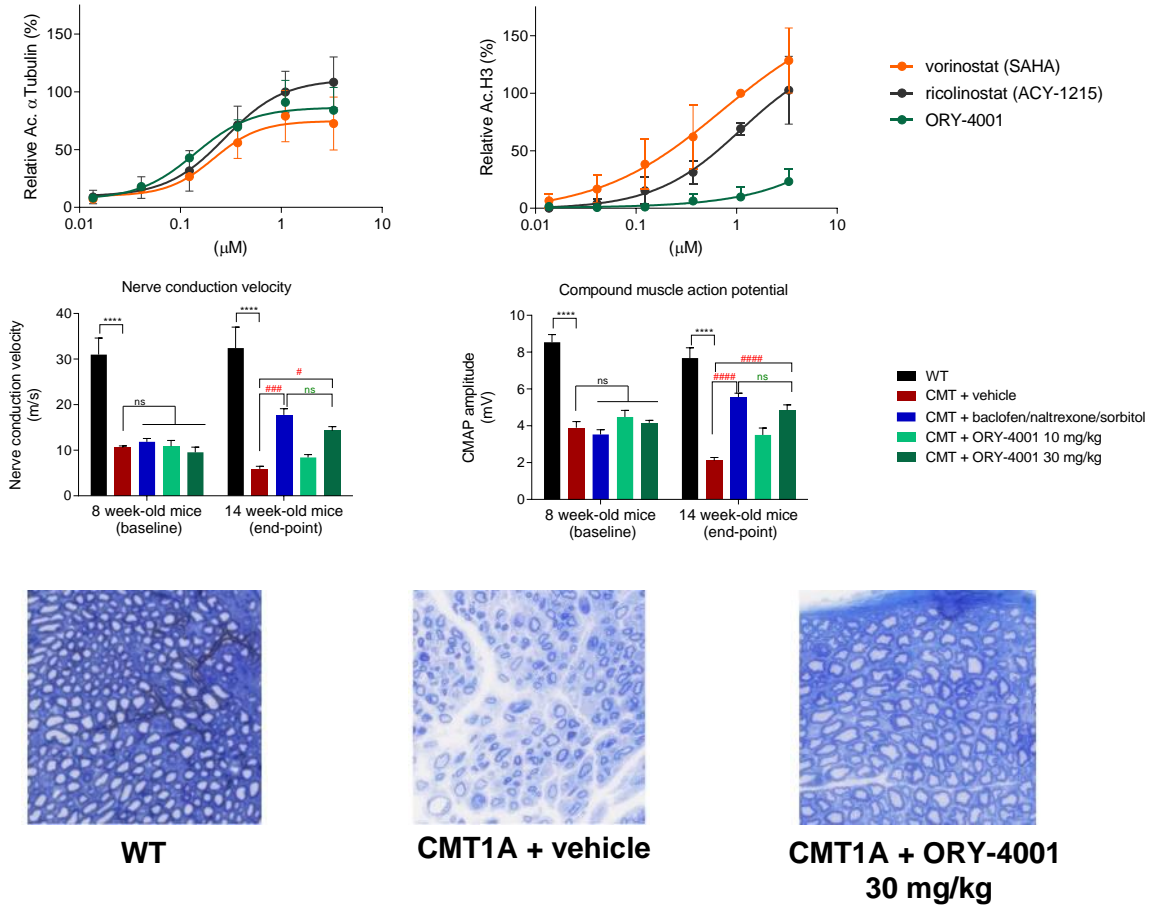 Relative Ac. α Tubulin (%)
150
100
50
0
0.01
0.1
1
10
(μM)
Relative Ac.H3 (%)
150
100
50
0
0.01
0.1
1
10
(μM)
vorinostat (SAHA)
ricolinostat (ACY-1215)
ORY-4001
Nerve conduction velocity
Nerve conduction velocity
(m/s)
40
30
20
10
0
****
ns
****
#
###
ns
8 week-old mice
(baseline)
14 week-old mice
(end-point)
Compound muscle action potential
CMAP amplitude
(mV)
10
8
6
4
2
0
****
ns
****
####
####
ns
8 week-old mice
(baseline)
14 week-old mice
(end-point)
WT
CMT + vehicle
CMT + baclofen/naltrexone/sorbitol
CMT + ORY-4001 10 mg/kg
CMT + ORY-4001 30 mg/kg
WT
CMT1A + vehicle
CMT1A + ORY-4001
30 mg/kg